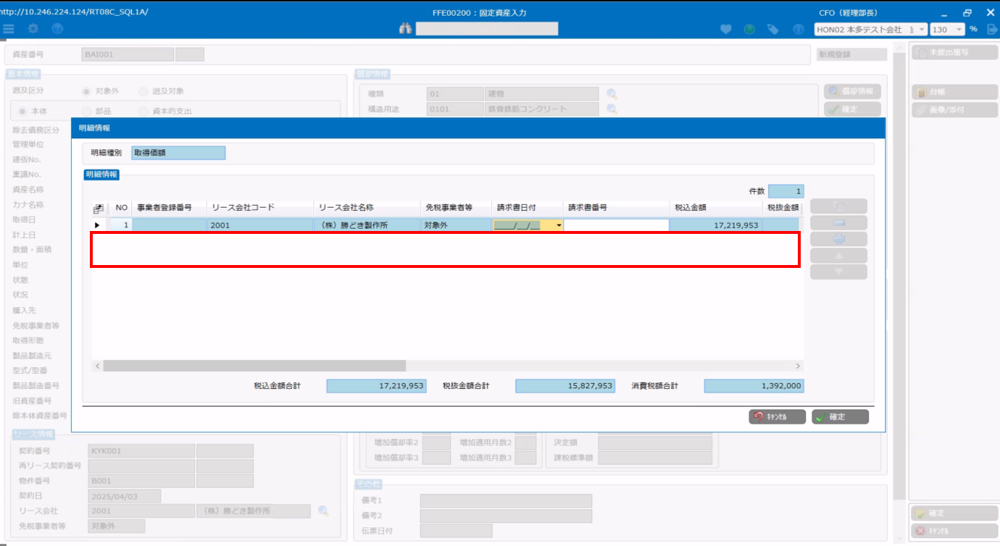 http://10.246.224.124/RT08C_SQL1A/ FFE00200：固定資産入力 CFO（経理部長）
HON02 本多テスト会社 130 %
資産番号 BAI001 新規登録 未提出複写
基本情報 償却情報
遡及区分 対象外 遡及対象 種類 01 建物 償却情報 台帳
本体 部品 資本的支出 構造用途 0101 鉄骨鉄筋コンクリート 確定 画像/添付
除去債務区分
管理単位
建仮No.
稟議No.
資産名称
カナ名称
取得日
計上日
数量・面積
単位
状態
状況
購入先
免税事業者等
取得形態
製品製造元
型式/型番
製品製造番号
旧資産番号
除本体資産番号
明細情報
明細種別 取得価額
明細情報
件数 1
NO 事業者登録番号 リース会社コード リース会社名称 免税事業者等 請求書日付 請求書番号 税込金額 税抜金額
1 2001 （株）勝どき製作所 対象外 ____/__/__ 17,219,953
税込金額合計 17,219,953 税抜金額合計 15,827,953 消費税額合計 1,392,000
ｷｬﾝｾﾙ 確定
リース情報
契約番号 KYK001
再リース契約番号
物件番号 B001
契約日 2025/04/03
リース会社 2001 （株）勝どき製作所
免税事業者等 対象外
増加償却率2 増加適用月数2 決定額
増加償却率3 増加適用月数3 課税標準額
その他
備考1
備考2
伝票日付
確定
ｷｬﾝｾﾙ